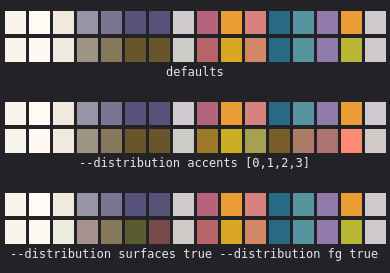 defaults
--distribution accents [0,1,2,3]
--distribution surfaces true --distribution fg true